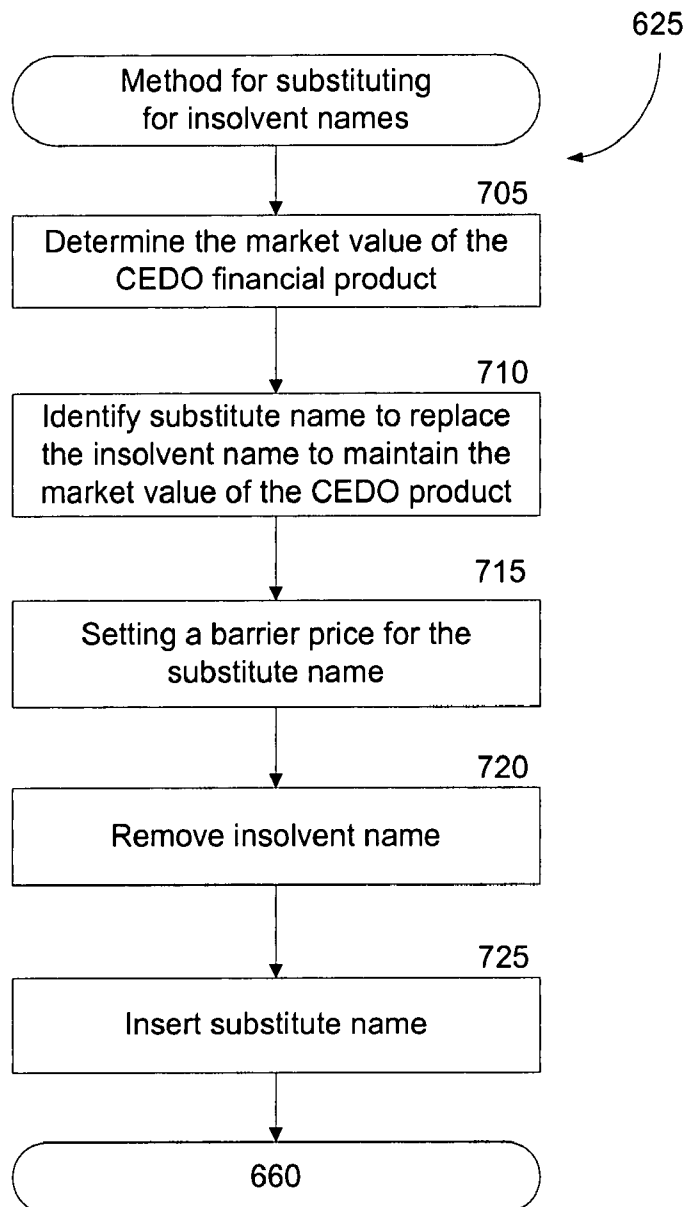 625
Method for substituting
for insolvent names
705
Determine the market value of the
CEDO financial product
710
Identify substitute name to replace
the insolvent name to maintain the
market value of the CEDO product
715
Setting a barrier price for the
substitute name
720
Remove insolvent name
725
Insert substitute name
660